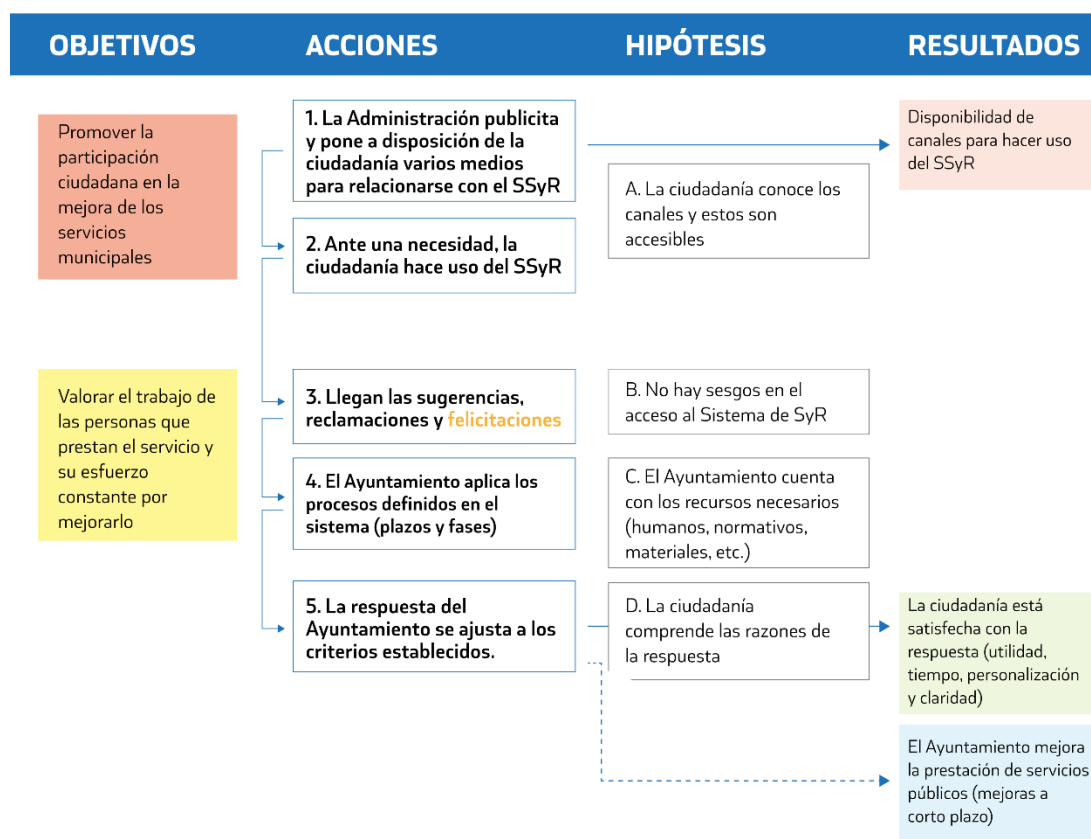 OBJETIVOS
ACCIONES
HIPÓTESIS
RESULTADOS
Promover la
participación
ciudadana en la
mejora de los
servicios
municipales
Valorar el trabajo de
las personas que
prestan el servicio y
su esfuerzo
constante por
mejorarlo
1. La Administración publicita
y pone a disposición de la
ciudadanía varios medios
para relacionarse con el SSyR
2. Ante una necesidad, la
ciudadanía hace uso del SSyR
3. Llegan las sugerencias,
reclamaciones y felicitaciones
4. El Ayuntamiento aplica los
procesos definidos en el
sistema (plazos y fases)
5. La respuesta del
Ayuntamiento se ajusta a los
criterios establecidos.
A. La ciudadanía conoce los
canales y estos son
accesibles
B. No hay sesgos en el
acceso al Sistema de SyR
C. El Ayuntamiento cuenta
con los recursos necesarios
(humanos, normativos,
materiales, etc.)
D. La ciudadanía
comprende las razones de
la respuesta
Disponibilidad de
canales para hacer uso
del SSyR
La ciudadanía está
satisfecha con la
respuesta (utilidad,
tiempo, personalización
y claridad)
El Ayuntamiento mejora
la prestación de servicios
públicos (mejoras a
corto plazo)